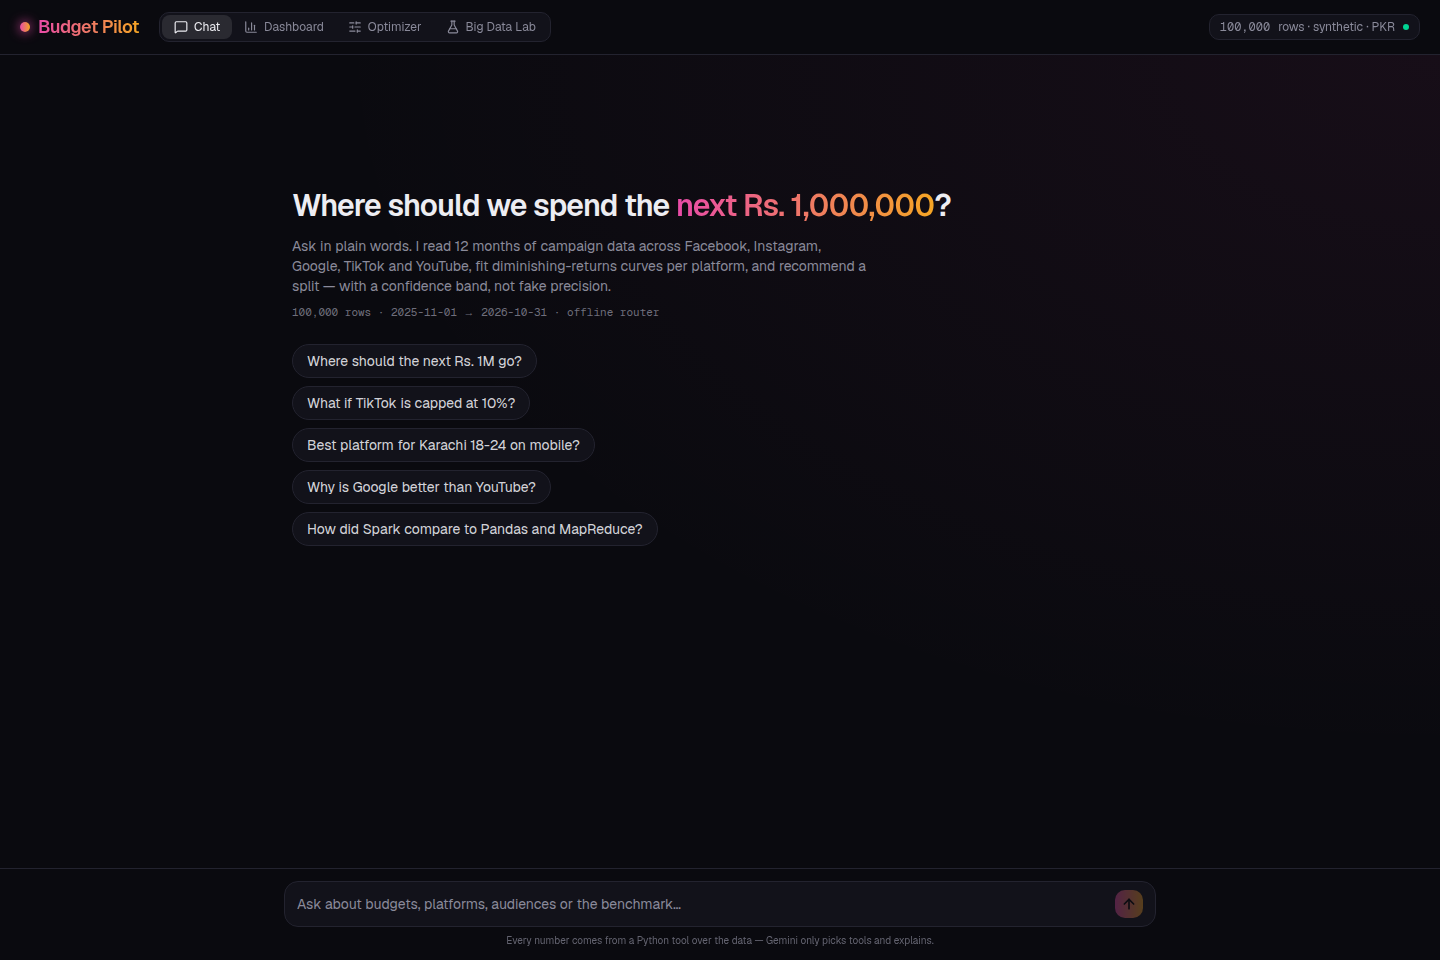 Budget Pilot
Chat
Dashboard
Optimizer
Big Data Lab
100,000 rows · synthetic · PKR
Where should we spend the next Rs. 1,000,000?
Ask in plain words. I read 12 months of campaign data across Facebook, Instagram,
Google, TikTok and YouTube, fit diminishing-returns curves per platform, and recommend a
split — with a confidence band, not fake precision.
100,000 rows · 2025-11-01 → 2026-10-31 · offline router
Where should the next Rs. 1M go?
What if TikTok is capped at 10%?
Best platform for Karachi 18-24 on mobile?
Why is Google better than YouTube?
How did Spark compare to Pandas and MapReduce?
Ask about budgets, platforms, audiences or the benchmark…
Every number comes from a Python tool over the data — Gemini only picks tools and explains.